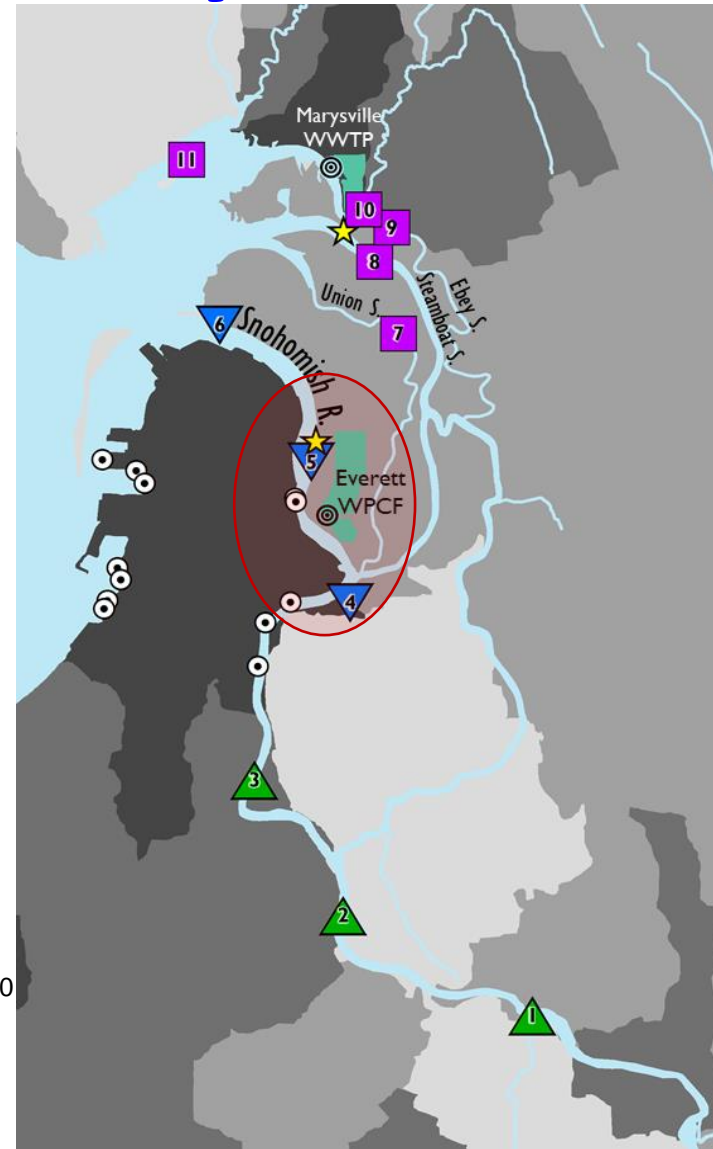 g
Marysville
WWTP
11
10
9
8
Ebey S.
Steamboat S.
Union S.
7
6
Snohomish R.
5
Everett
WPCF
4
3
2
0
1